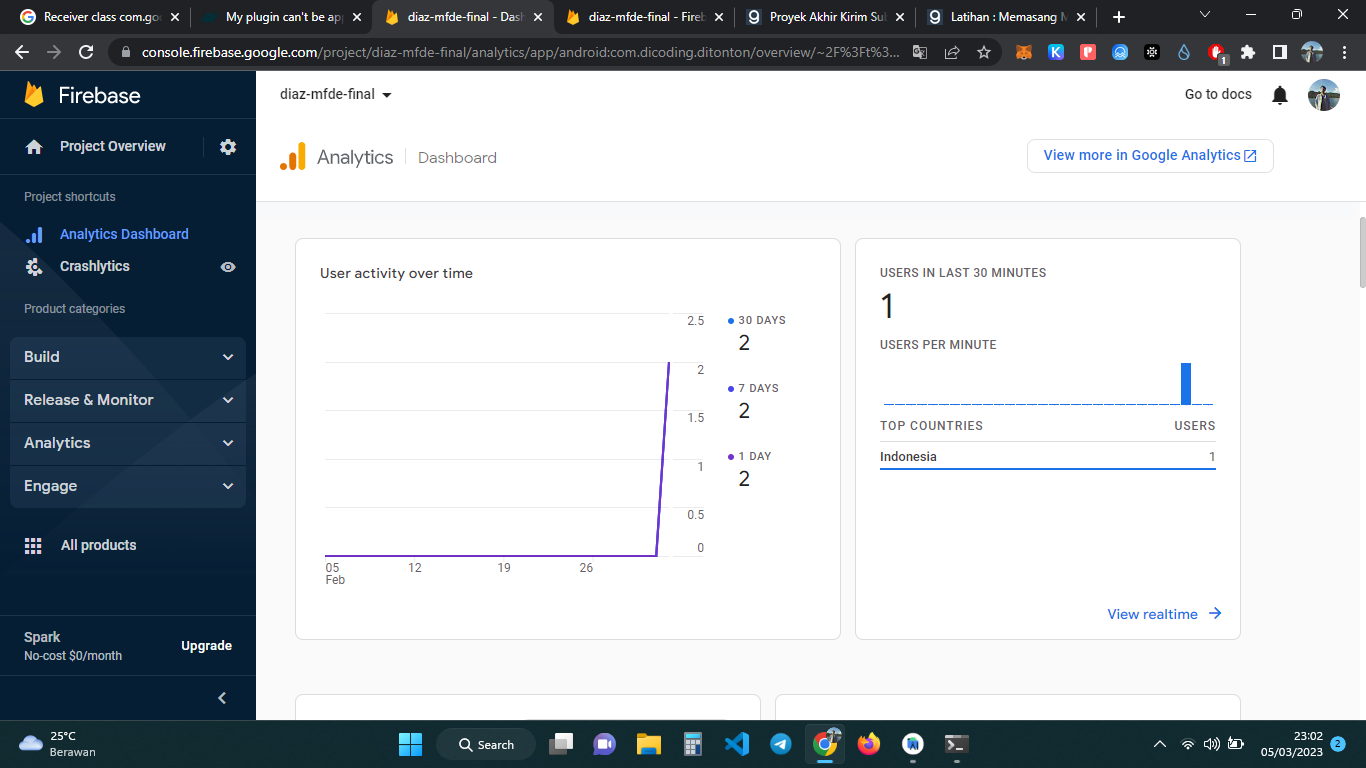 Receiver class com.goo
My plugin can't be app
diaz-mfde-final - Dash
diaz-mfde-final - Fireb
Proyek Akhir Kirim Sub
Latihan : Memasang M
console.firebase.google.com/project/diaz-mfde-final/analytics/app/android:com.dicoding.ditonton/overview/~2F%3Ft%3...
1
Firebase
Project Overview
Project shortcuts
Analytics Dashboard
Crashlytics
Product categories
Build
Release & Monitor
Analytics
Engage
All products
Spark
No-cost $0/month
Upgrade
diaz-mfde-final
Go to docs
Analytics
Dashboard
View more in Google Analytics
User activity over time
2.5
2
1.5
1
0.5
0
05
Feb
12
19
26
30 DAYS
2
7 DAYS
2
1 DAY
2
USERS IN LAST 30 MINUTES
1
USERS PER MINUTE
TOP COUNTRIES
USERS
Indonesia
1
View realtime
25°C
Berawan
Search
23:02
05/03/2023
2